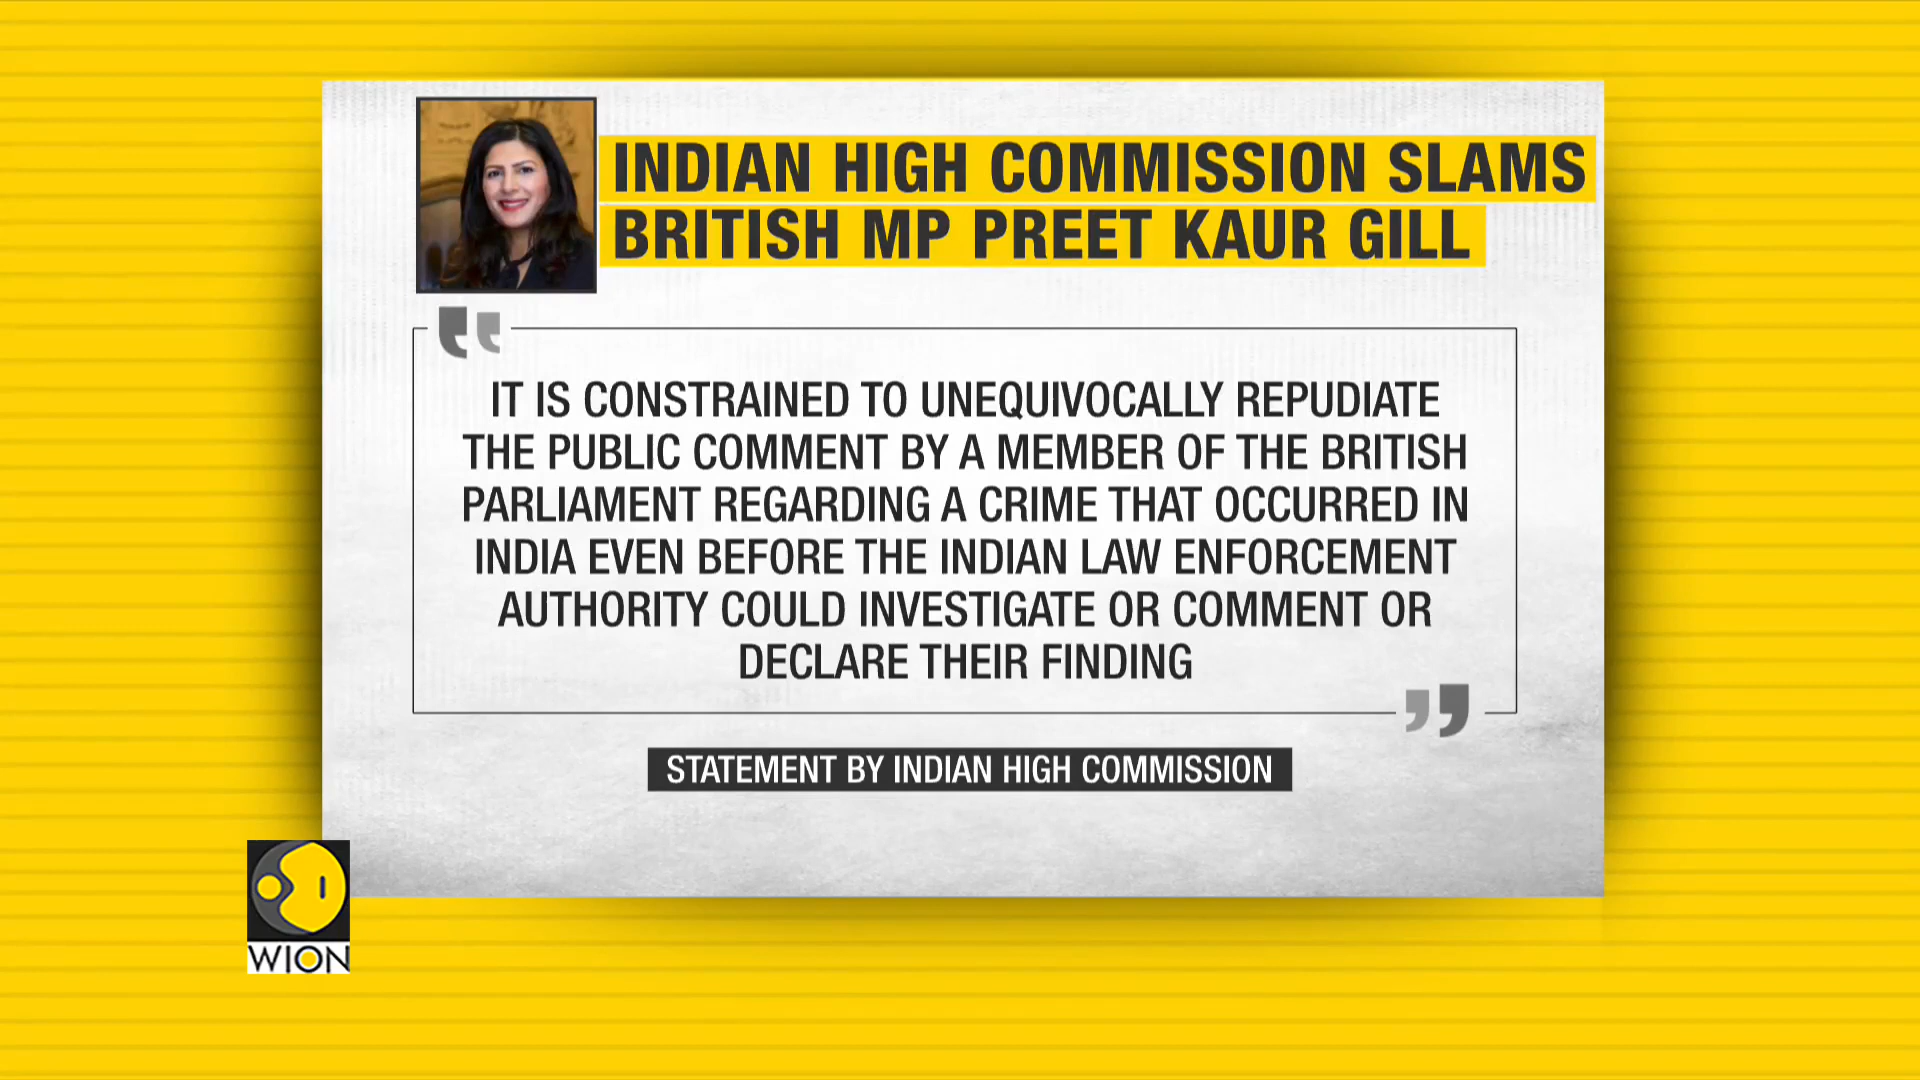 INDIAN HIGH COMMISSION SLAMS
BRITISH MP PREET KAUR GILL
IT IS CONSTRAINED TO UNEQUIVOCALLY REPUDIATE
THE PUBLIC COMMENT BY A MEMBER OF THE BRITISH
PARLIAMENT REGARDING A CRIME THAT OCCURRED IN
INDIA EVEN BEFORE THE INDIAN LAW ENFORCEMENT
AUTHORITY COULD INVESTIGATE OR COMMENT OR
DECLARE THEIR FINDING
STATEMENT BY INDIAN HIGH COMMISSION
WION